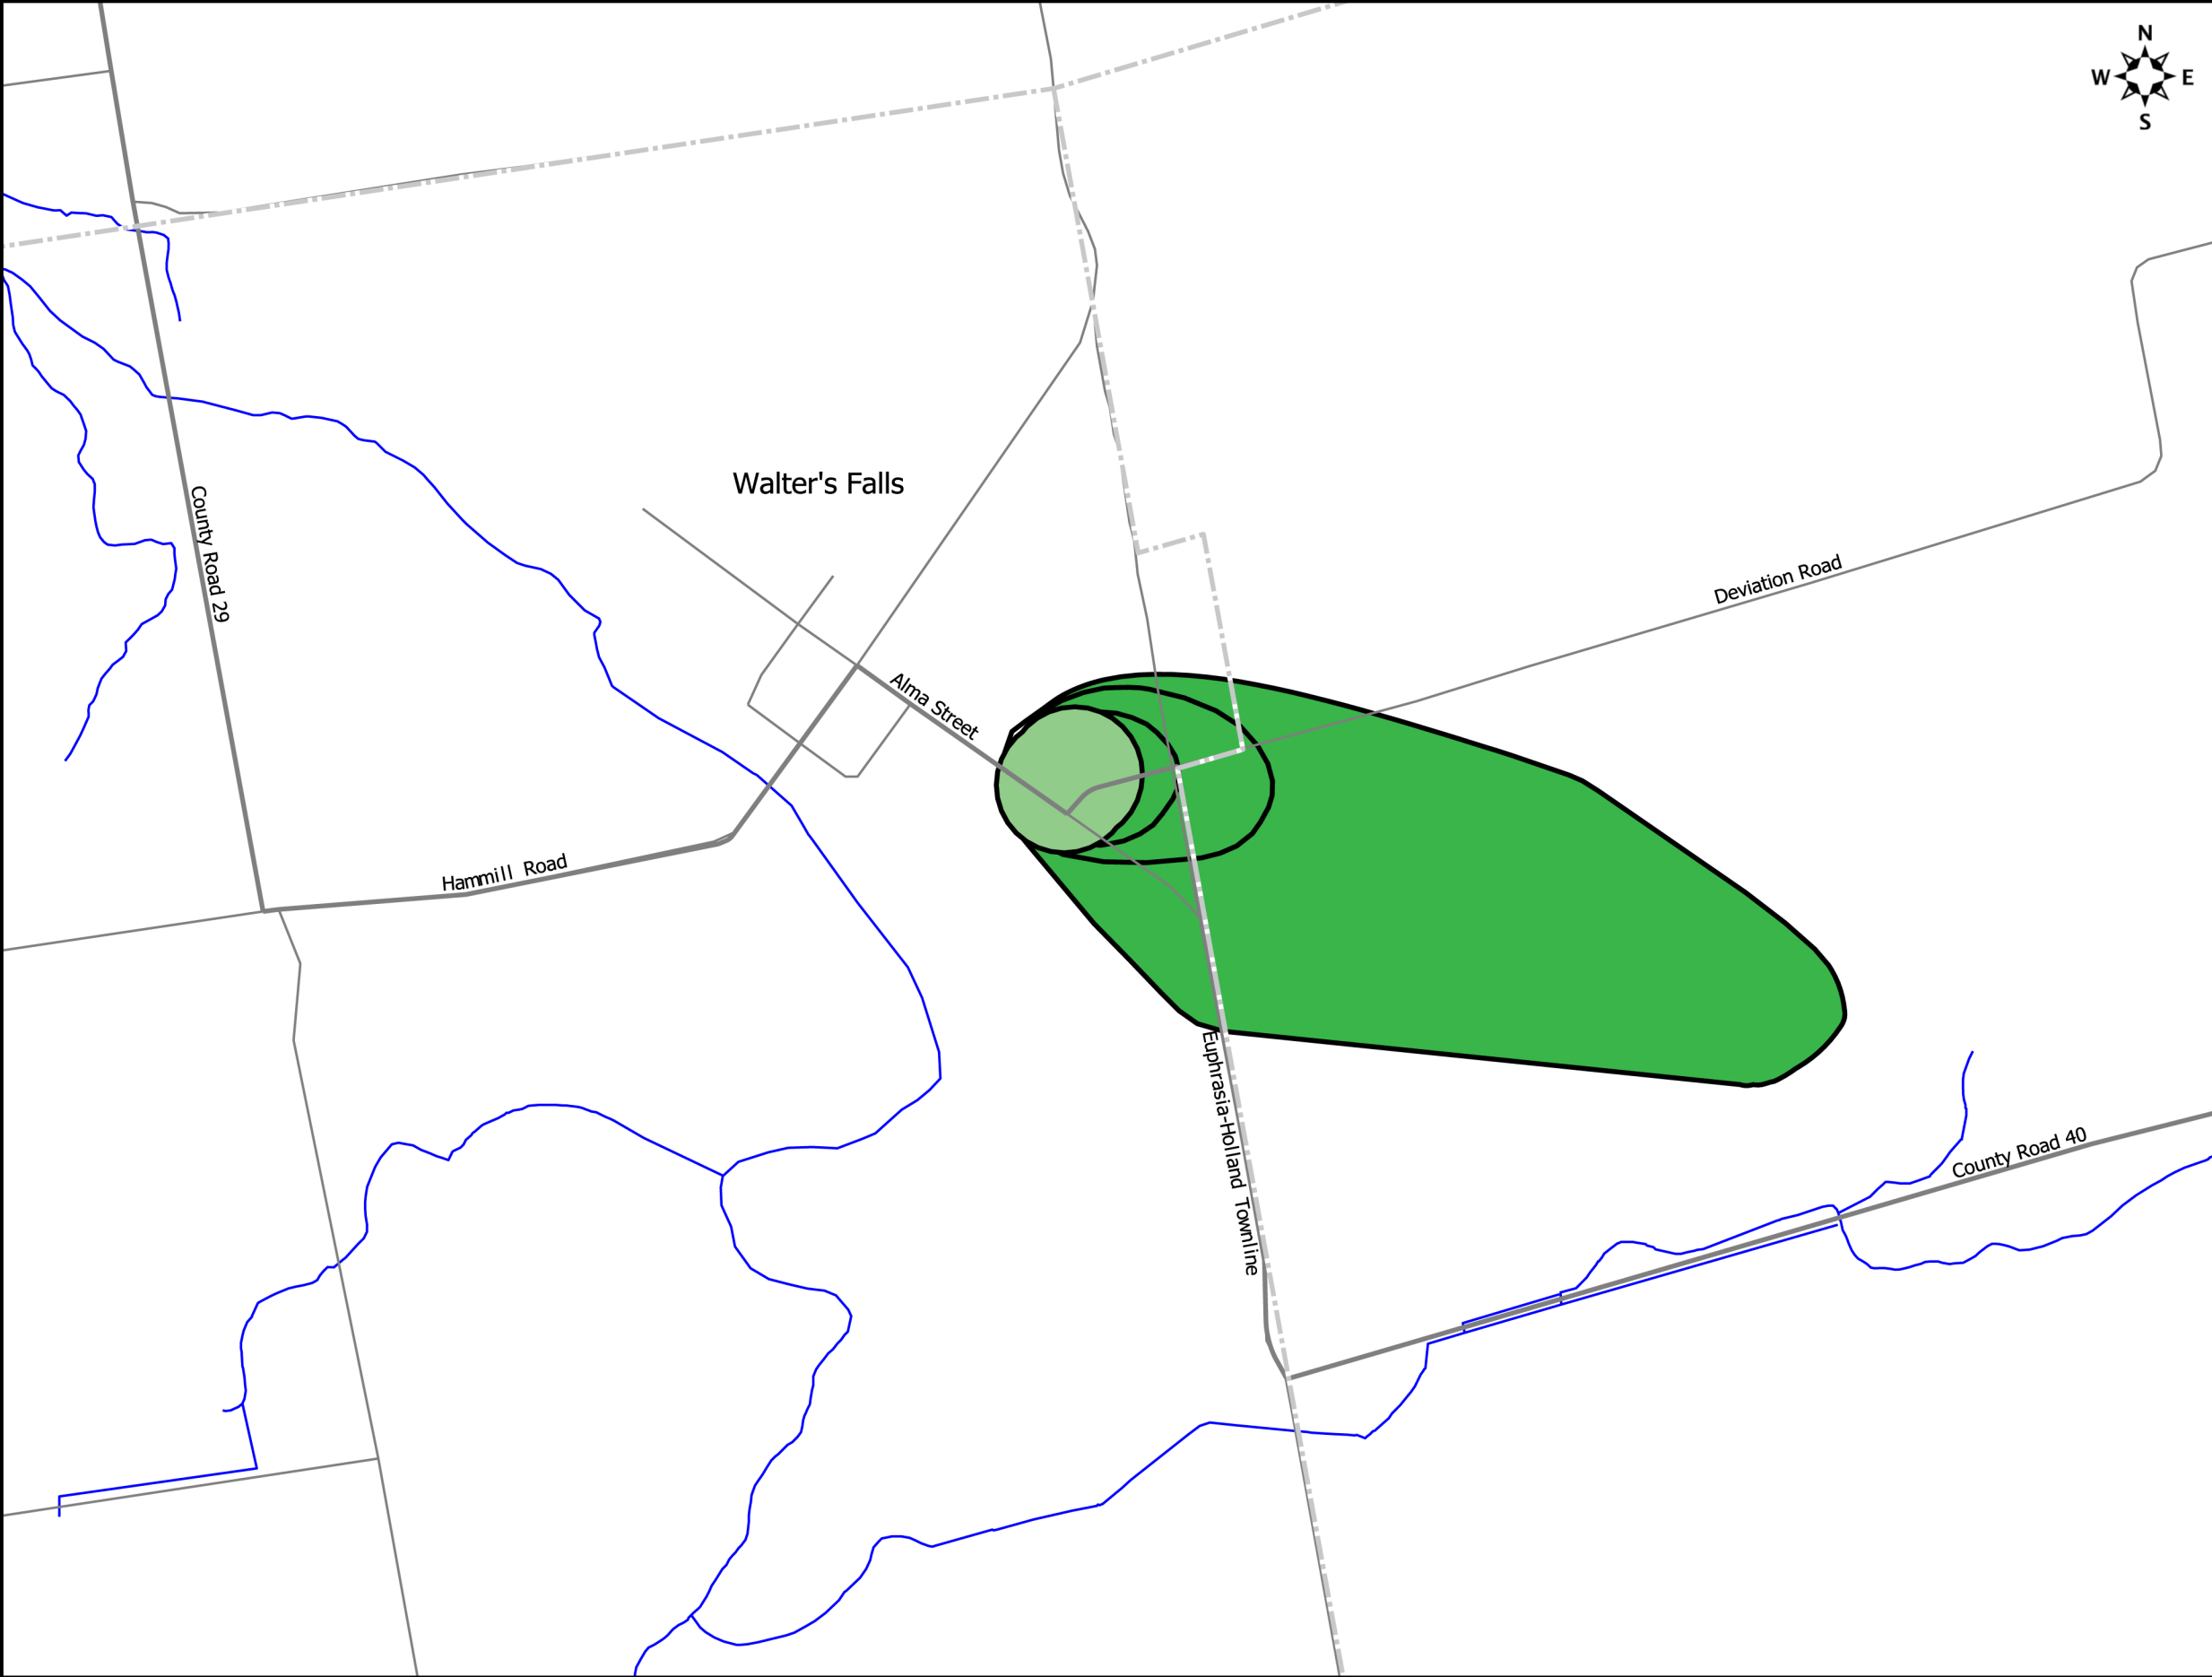 N
W E
S
Walter's Falls
County Road 29
Deviation Road
Alma Street
Hammill Road
Euphrasia-Holland Townline
County Road 40